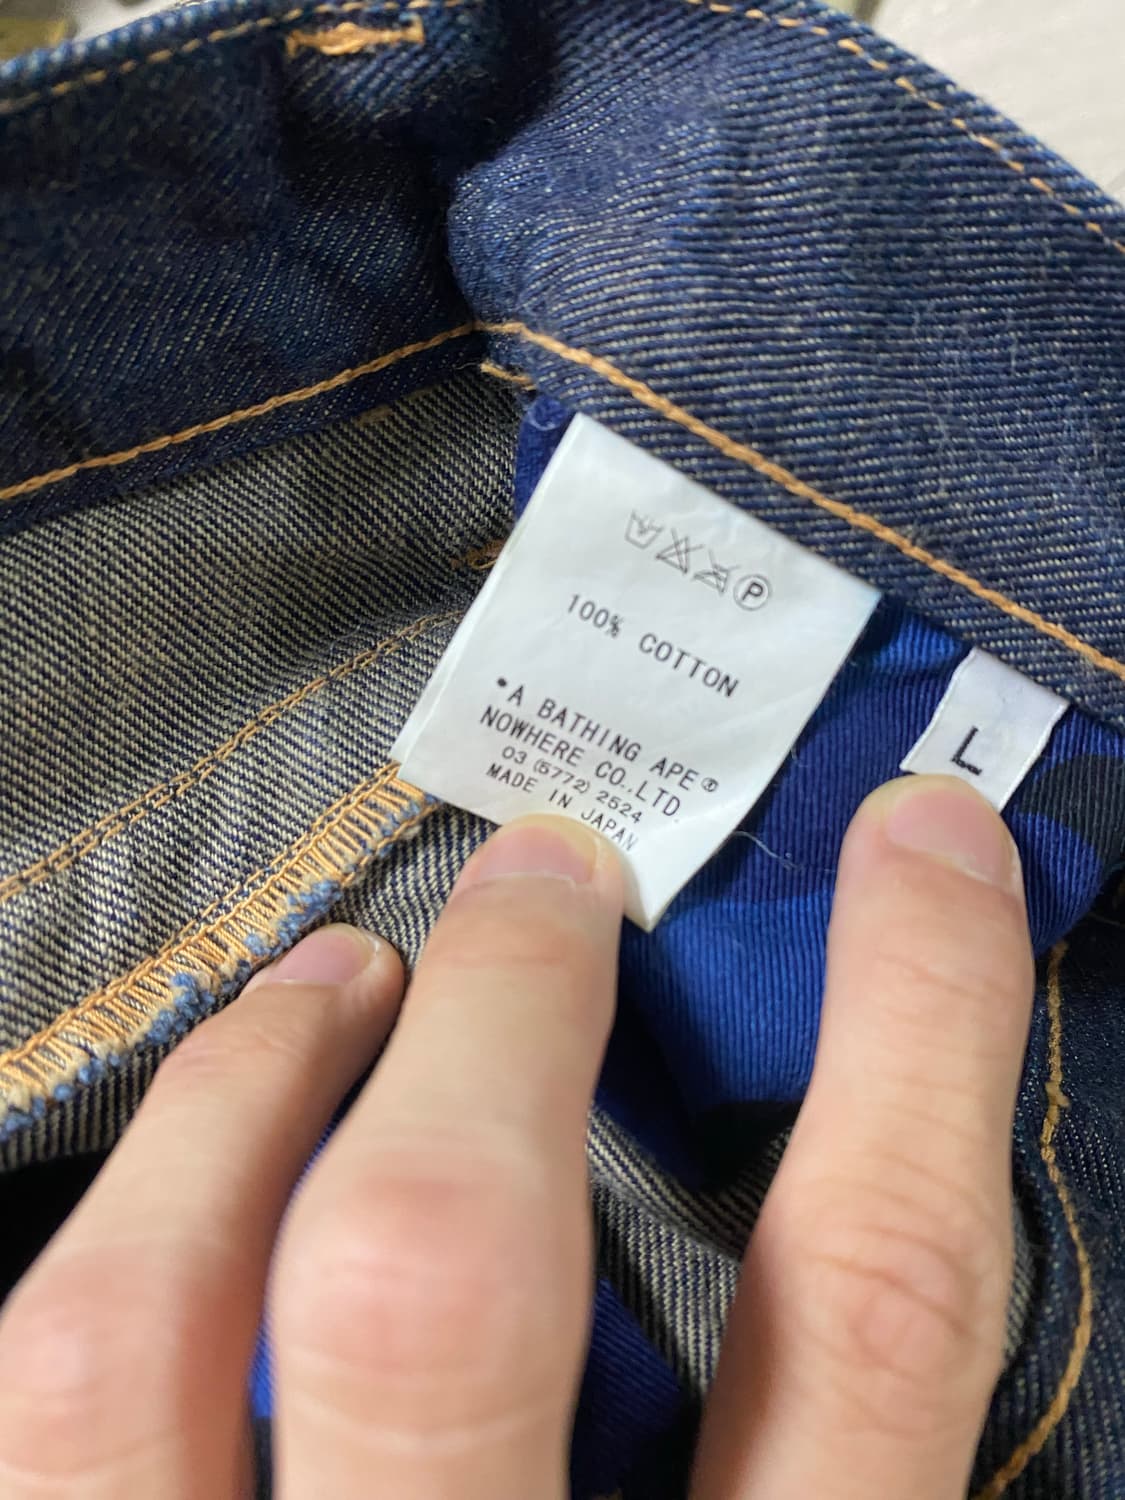 P
100% COTTON
•A BATHING APE®
NOWHERE CO.,LTD.
03 (5772) 2524
MADE IN JAPAN
L